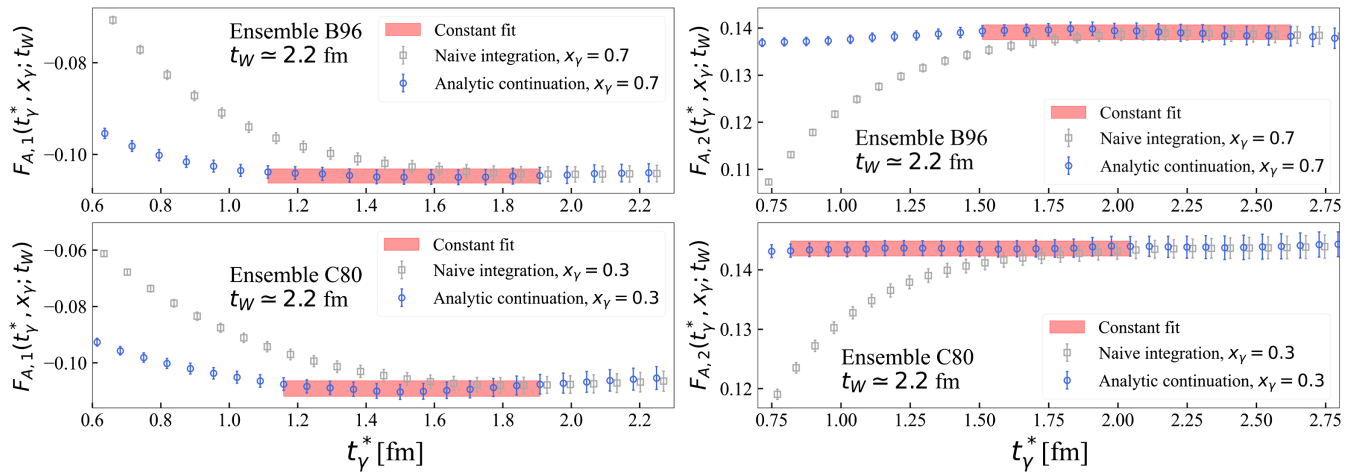 F_{A,1}(t_γ^*, x_γ; t_W)
−0.08
−0.10
Ensemble B96
t_W ≃ 2.2 fm
Constant fit
Naive integration, x_γ = 0.7
Analytic continuation, x_γ = 0.7
0.6 0.8 1.0 1.2 1.4 1.6 1.8 2.0 2.2
F_{A,2}(t_γ^*, x_γ; t_W)
0.14
0.13
0.12
0.11
Ensemble B96
t_W ≃ 2.2 fm
Constant fit
Naive integration, x_γ = 0.7
Analytic continuation, x_γ = 0.7
0.75 1.00 1.25 1.50 1.75 2.00 2.25 2.50 2.75
F_{A,1}(t_γ^*, x_γ; t_W)
−0.06
−0.08
−0.10
Ensemble C80
t_W ≃ 2.2 fm
Constant fit
Naive integration, x_γ = 0.3
Analytic continuation, x_γ = 0.3
0.6 0.8 1.0 1.2 1.4 1.6 1.8 2.0 2.2
t_γ^* [fm]
F_{A,2}(t_γ^*, x_γ; t_W)
0.14
0.13
0.12
Ensemble C80
t_W ≃ 2.2 fm
Constant fit
Naive integration, x_γ = 0.3
Analytic continuation, x_γ = 0.3
0.75 1.00 1.25 1.50 1.75 2.00 2.25 2.50 2.75
t_γ^* [fm]